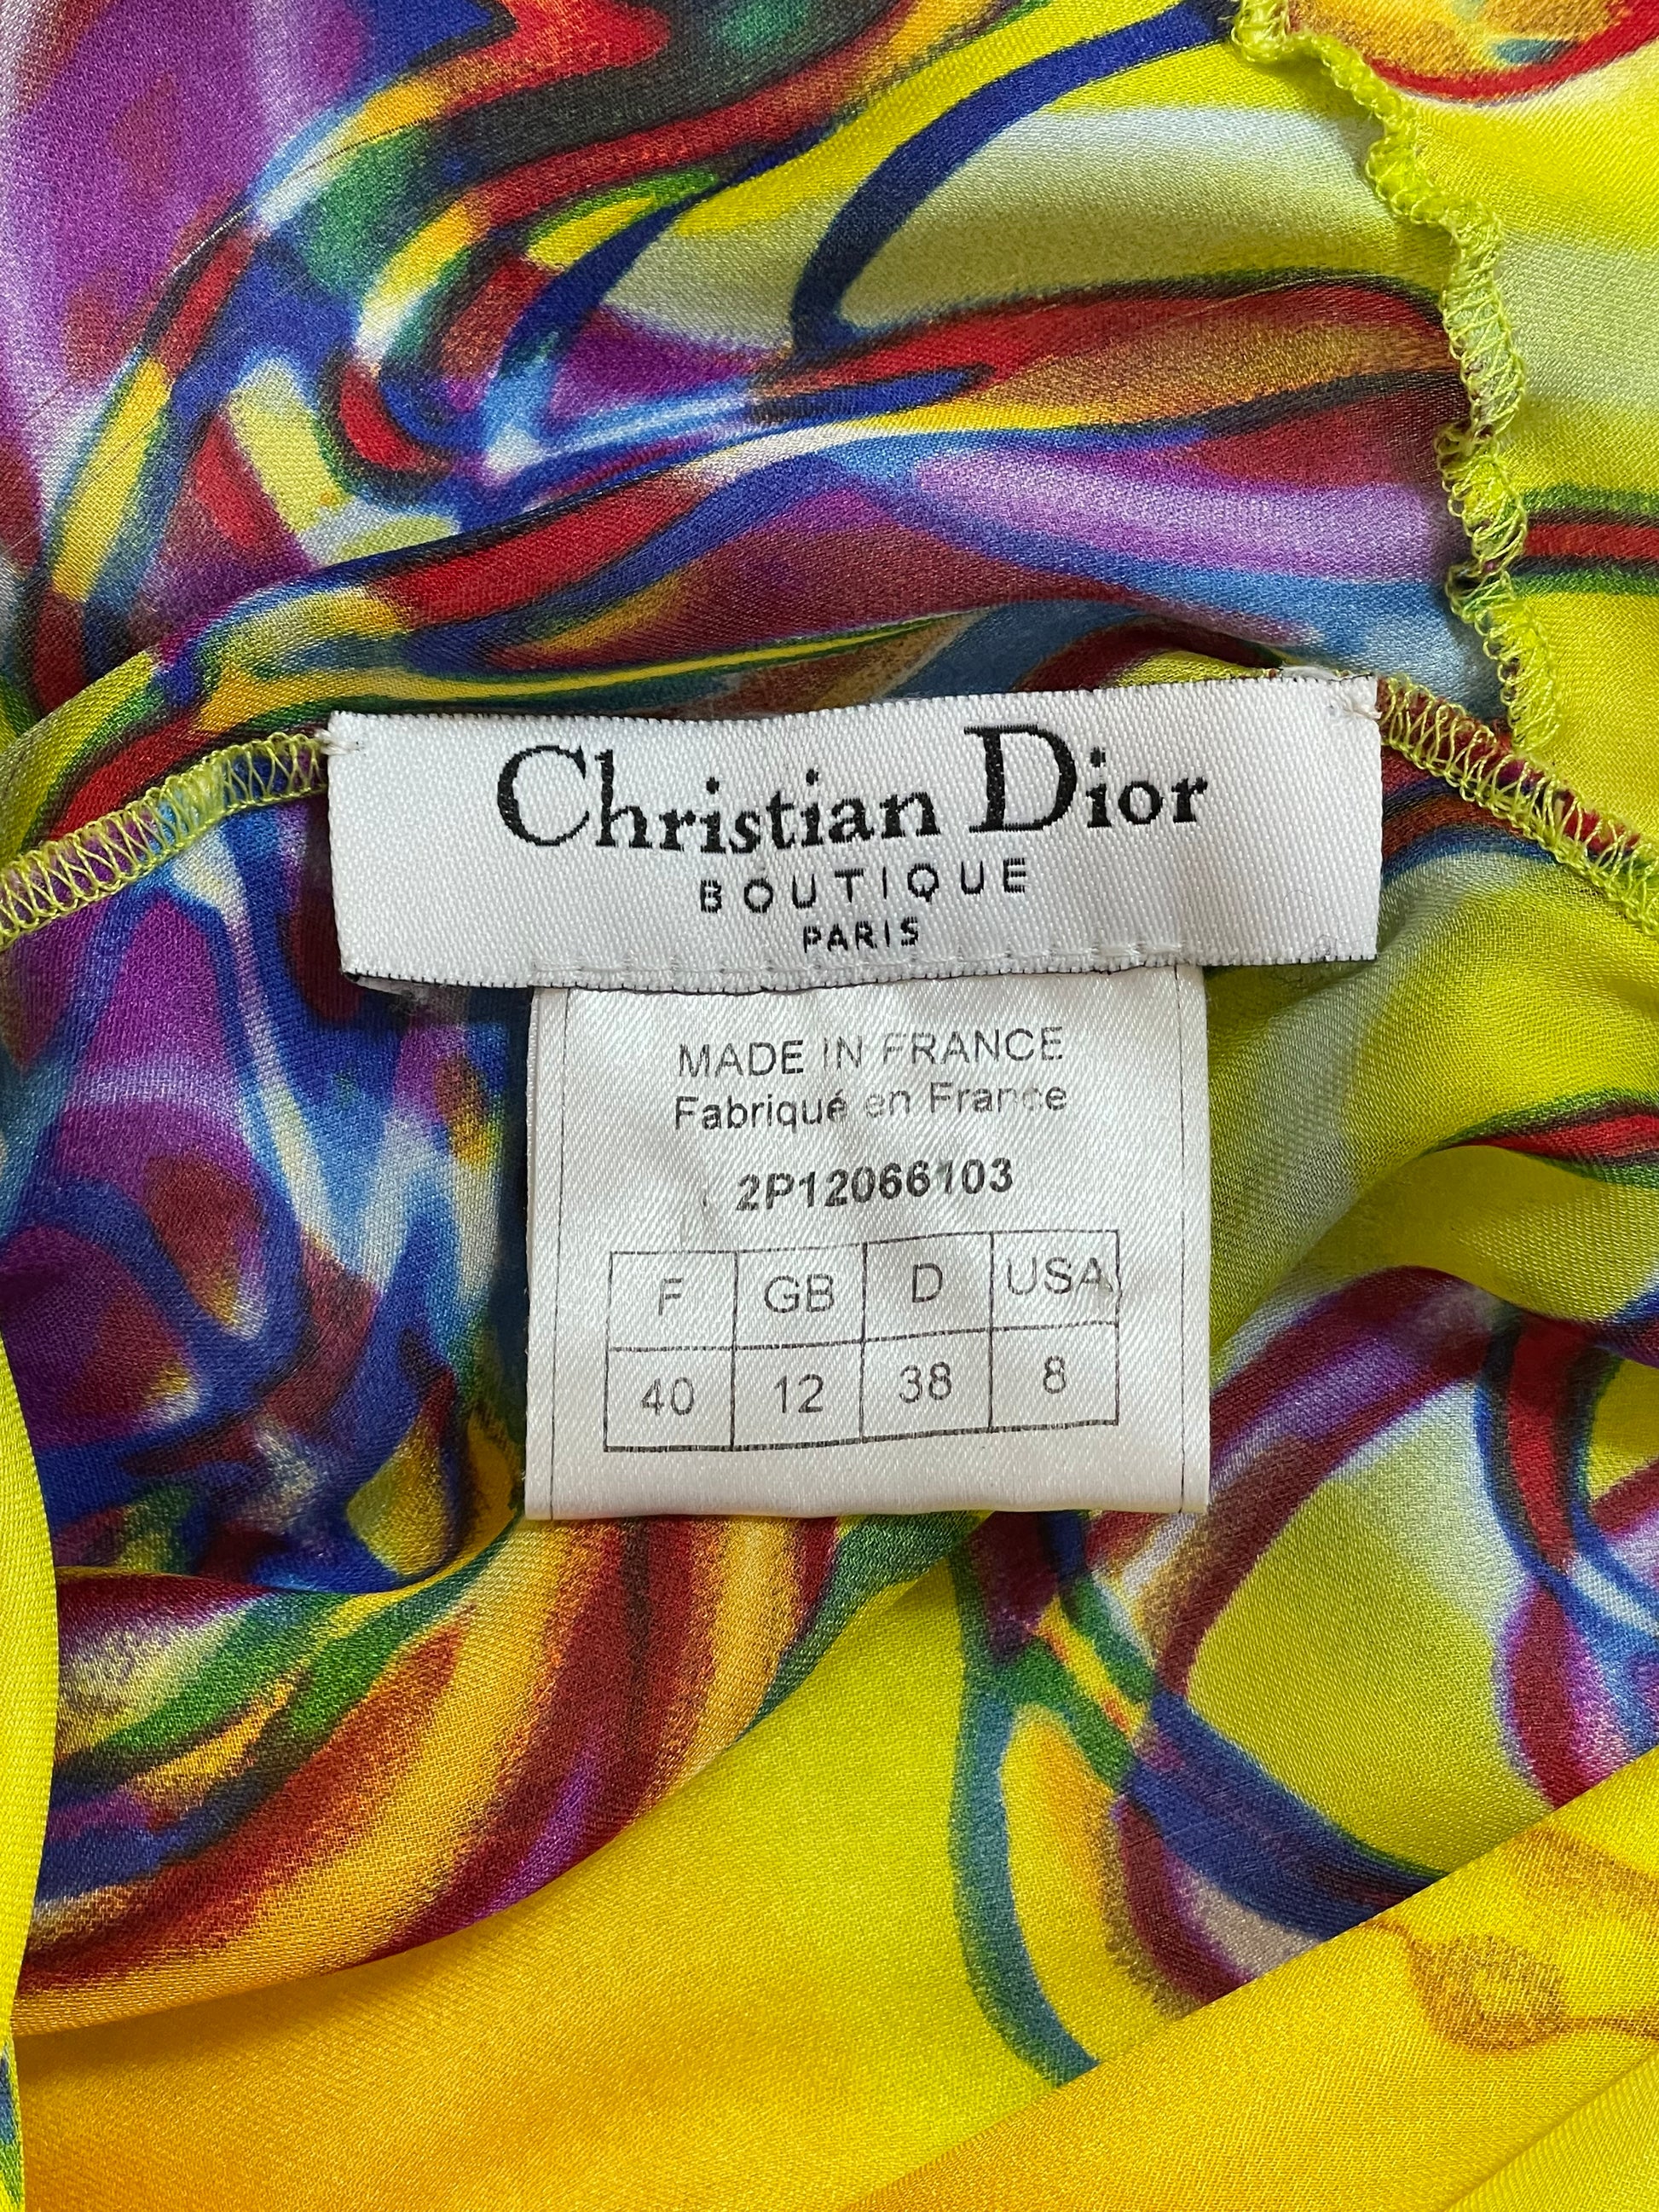 Christian Dior
BOUTIQUE
PARIS
MADE IN FRANCE
Fabriqué en France
2P12066103
F GB D USA
40 12 38 8